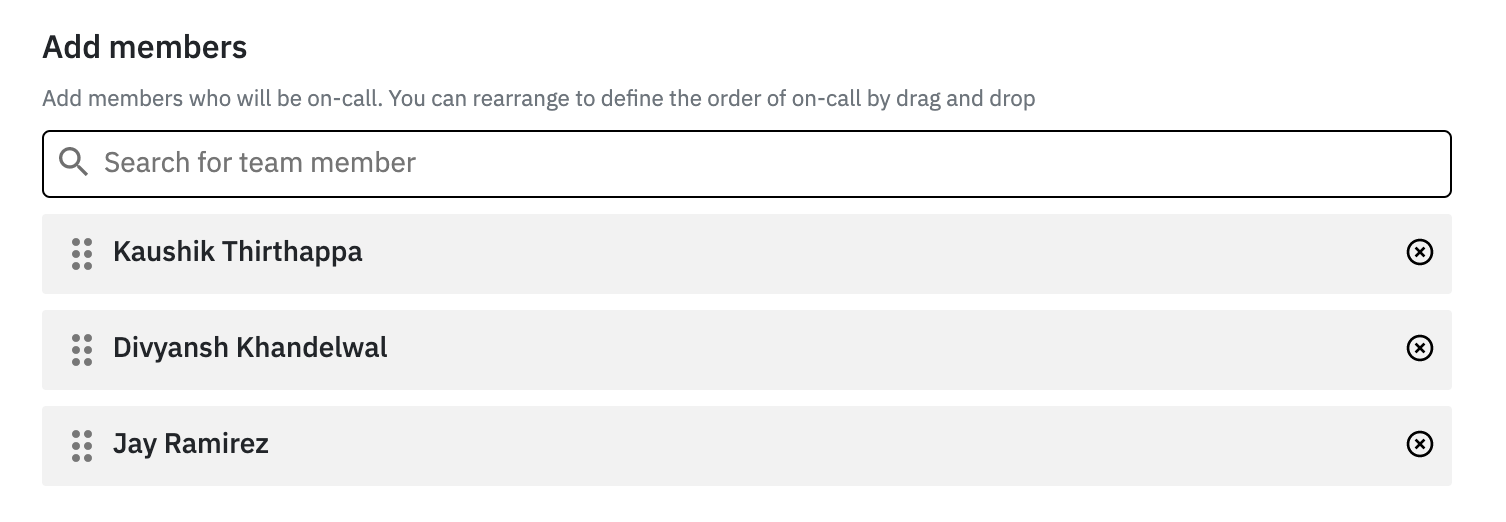 Add members
Add members who will be on-call. You can rearrange to define the order of on-call by drag and drop
Search for team member
Kaushik Thirthappa
Divyansh Khandelwal
Jay Ramirez